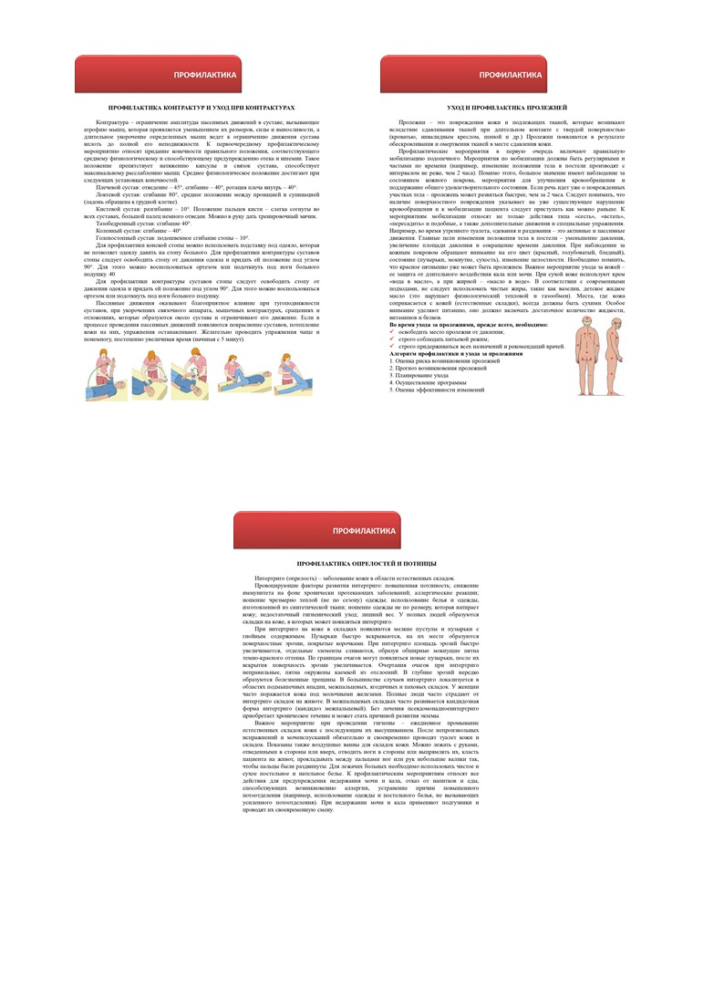 ПРОФИЛАКТИКА
ПРОФИЛАКТИКА КОНТРАКТУР И УХОД ПРИ КОНТРАКТУРАХ
Контрактура – ограничение амплитуды пассивных движений в суставе, вызывающее
атрофию мышц, которая проявляется уменьшением их размеров, силы и выносливости, а
длительное укорочение определенных мышц ведет к ограничению движения сустава
вплоть до полной его неподвижности. К первоочередному профилактическому
мероприятию относят придание конечности правильного положения, соответствующего
среднему физиологическому и способствующему предупреждению отека и ишемии. Такое
положение препятствует натяжению капсулы и связок сустава, способствует
максимальному расслаблению мышц. Среднее физиологическое положение достигают при
следующих установках конечностей.
Плечевой сустав: отведение – 45°, сгибание – 40°, ротация плеча внутрь – 40°.
Локтевой сустав: сгибание 80°, среднее положение между пронацией и супинацией
(ладонь обращена к грудной клетке).
Кистевой сустав: разгибание – 10°. Положение пальцев кисти – слегка согнуты во
всех суставах, большой палец немного отведен. Можно в руку дать тренировочный мячик.
Тазобедренный сустав: сгибание 40°.
Коленный сустав: сгибание – 40°.
Голеностопный сустав: подошвенное сгибание стопы – 10°.
Для профилактики конской стопы можно использовать подставку под одеяло, которая
не позволяет одеялу давить на стопу больного. Для профилактики контрактуры суставов
стопы следует освободить стопу от давления одеяла и придать ей положение под углом
90°. Для этого можно воспользоваться ортезом или подоткнуть под ноги больного
подушку. 40
Для профилактики контрактуры суставов стопы следует освободить стопу от
давления одеяла и придать ей положение под углом 90°. Для этого можно воспользоваться
ортезом или подоткнуть под ноги больного подушку.
Пассивные движения оказывают благоприятное влияние при тугоподвижности
суставов, при укорочении связочного аппарата, мышечных контрактурах, сращениях и
отложениях, которые образуются около сустава и ограничивают его движение. Если в
процессе проведения пассивных движений появляются покраснение суставов, потепление
кожи на них, упражнения останавливают. Желательно проводить упражнения чаще и
понемногу, постепенно увеличивая время (начиная с 5 минут).
ПРОФИЛАКТИКА
УХОД И ПРОФИЛАКТИКА ПРОЛЕЖНЕЙ
Пролежни – это повреждения кожи и подлежащих тканей, которые возникают
вследствие сдавливания тканей при длительном контакте с твердой поверхностью
(кроватью, инвалидным креслом, шиной и др.) Пролежни появляются в результате
обескровливания и омертвения тканей в месте сдавления кожи.
Профилактические мероприятия в первую очередь включают правильную
мобилизацию подопечного. Мероприятия по мобилизации должны быть регулярными и
частыми по времени (например, изменение положения тела в постели производят с
интервалом не реже, чем 2 часа). Помимо этого, большое значение имеют наблюдение за
состоянием кожного покрова, мероприятия для улучшения кровообращения и
поддержание общего удовлетворительного состояния. Если речь идет уже о поврежденных
участках тела – пролежень может развиться быстрее, чем за 2 часа. Следует понимать, что
наличие поверхностного повреждения указывает на уже существующее нарушение
кровообращения и к мобилизации пациента следует приступать как можно раньше. К
мероприятиям мобилизации относят не только действия типа «сесть», «встать»,
«пересадить» и подобные, а также дополнительные движения и специальные упражнения.
Например, во время утреннего туалета, одевания и раздевания – это активные и пассивные
движения. Главные цели изменения положения тела в постели – уменьшение давления,
увеличение площади давления и сокращение времени давления. При наблюдении за
кожным покровом обращают внимание на его цвет (красный, голубоватый, бледный),
состояние (пузырьки, мокнутие, сухость), изменение целостности. Необходимо помнить,
что красное пятнышко уже может быть пролежнем. Важное мероприятие ухода за кожей –
ее защита от длительного воздействия кала или мочи. При сухой коже используют крем
«вода в масле», а при жирной – «масло в воде». В соответствии с современными
подходами, не следует использовать чистые жиры, такие как вазелин, детское жидкое
масло (это нарушает физиологический тепловой и газообмен). Места, где кожа
соприкасается с кожей (естественные складки), всегда должны быть сухими. Особое
внимание уделяют питанию, оно должно включать достаточное количество жидкости,
витаминов и белков.
Во время ухода за пролежнями, прежде всего, необходимо:
✓ освободить место пролежня от давления;
✓ строго соблюдать питьевой режим;
✓ строго придерживаться всех назначений и рекомендаций врачей.
Алгоритм профилактики и ухода за пролежнями
1. Оценка риска возникновения пролежней
2. Прогноз возникновения пролежней
3. Планирование ухода
4. Осуществление программы
5. Оценка эффективности изменений
ПРОФИЛАКТИКА
ПРОФИЛАКТИКА ОПРЕЛОСТЕЙ И ПОТНИЦЫ
Интертриго (опрелость) – заболевание кожи в области естественных складок.
Провоцирующие факторы развития интертриго: повышенная потливость; снижение
иммунитета на фоне хронически протекающих заболеваний; аллергические реакции;
ношение чрезмерно теплой (не по сезону) одежды; использование белья и одежды,
изготовленной из синтетической ткани; ношение одежды не по размеру, которая натирает
кожу; недостаточный гигиенический уход; лишний вес. У полных людей образуются
складки на коже, в которых может появляться интертриго.
При интертриго на коже в складках появляются мелкие пустулы и пузырьки с
гнойным содержимым. Пузырьки быстро вскрываются, на их месте образуются
поверхностные эрозии, покрытые корочками. При интертриго площадь эрозий быстро
увеличивается, отдельные элементы сливаются, образуя обширные мокнущие пятна
темно-красного оттенка. По границам очагов могут появляться новые пузырьки, после их
вскрытия поверхность эрозии увеличивается. Очертания очагов при интертриго
неправильные, пятна окружены каемкой из отслоений. В глубине эрозий нередко
образуются болезненные трещины. В большинстве случаев интертриго локализуется в
областях подмышечных впадин, межпальцевых, ягодичных и паховых складок. У женщин
часто поражается кожа под молочными железами. Полные люди часто страдают от
интертриго складок на животе. В межпальцевых складках часто развивается кандидозная
форма интертриго (кандидоз межпальцевый). Без лечения псевдомонадноеинтертриго
приобретает хроническое течение и может стать причиной развития экземы.
Важное мероприятие при проведении гигиены – ежедневное промывание
естественных складок кожи с последующим их высушиванием. После непроизвольных
испражнений и мочеиспусканий обязательно и своевременно проводят туалет кожи и
складок. Показаны также воздушные ванны для складок кожи. Можно лежать с руками,
отведенными в стороны или вверх, отводить ноги в стороны или выпрямлять их, класть
пациента на живот, прокладывать между пальцами ног или рук небольшие валики так,
чтобы пальцы были раздвинуты. Для лежачих больных необходимо использовать чистое и
сухое постельное и нательное белье. К профилактическим мероприятиям относят все
действия для предупреждения недержания мочи и кала, отказ от напитков и еды,
способствующих возникновению аллергии, устранение причин повышенного
потоотделения (например, использование одежды и постельного белья, не вызывающих
усиленного потоотделения). При недержании мочи и кала применяют подгузники и
проводят их своевременную смену.